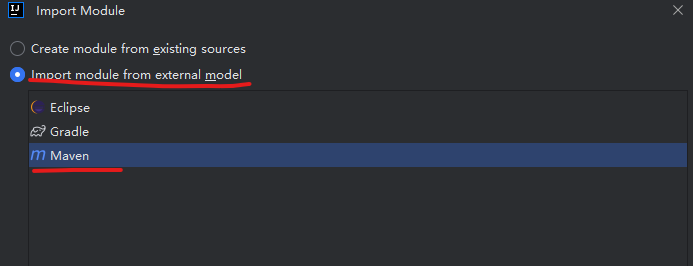 IJ
Import Module
Create module from existing sources
Import module from external model
Eclipse
Gradle
m Maven